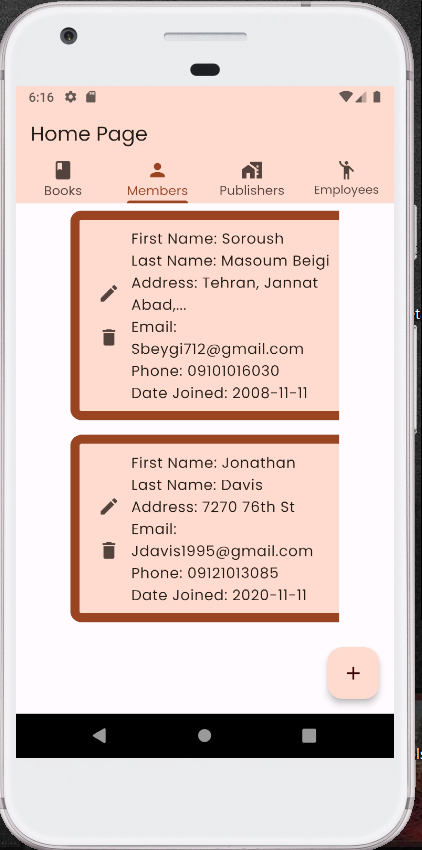 6:16
Home Page
Books
Members
Publishers
Employees
First Name: Soroush
Last Name: Masoum Beigi
Address: Tehran, Jannat
Abad,...
Email:
Sbeygi712@gmail.com
Phone: 09101016030
Date Joined: 2008-11-11
First Name: Jonathan
Last Name: Davis
Address: 7270 76th St
Email:
Jdavis1995@gmail.com
Phone: 09121013085
Date Joined: 2020-11-11
+